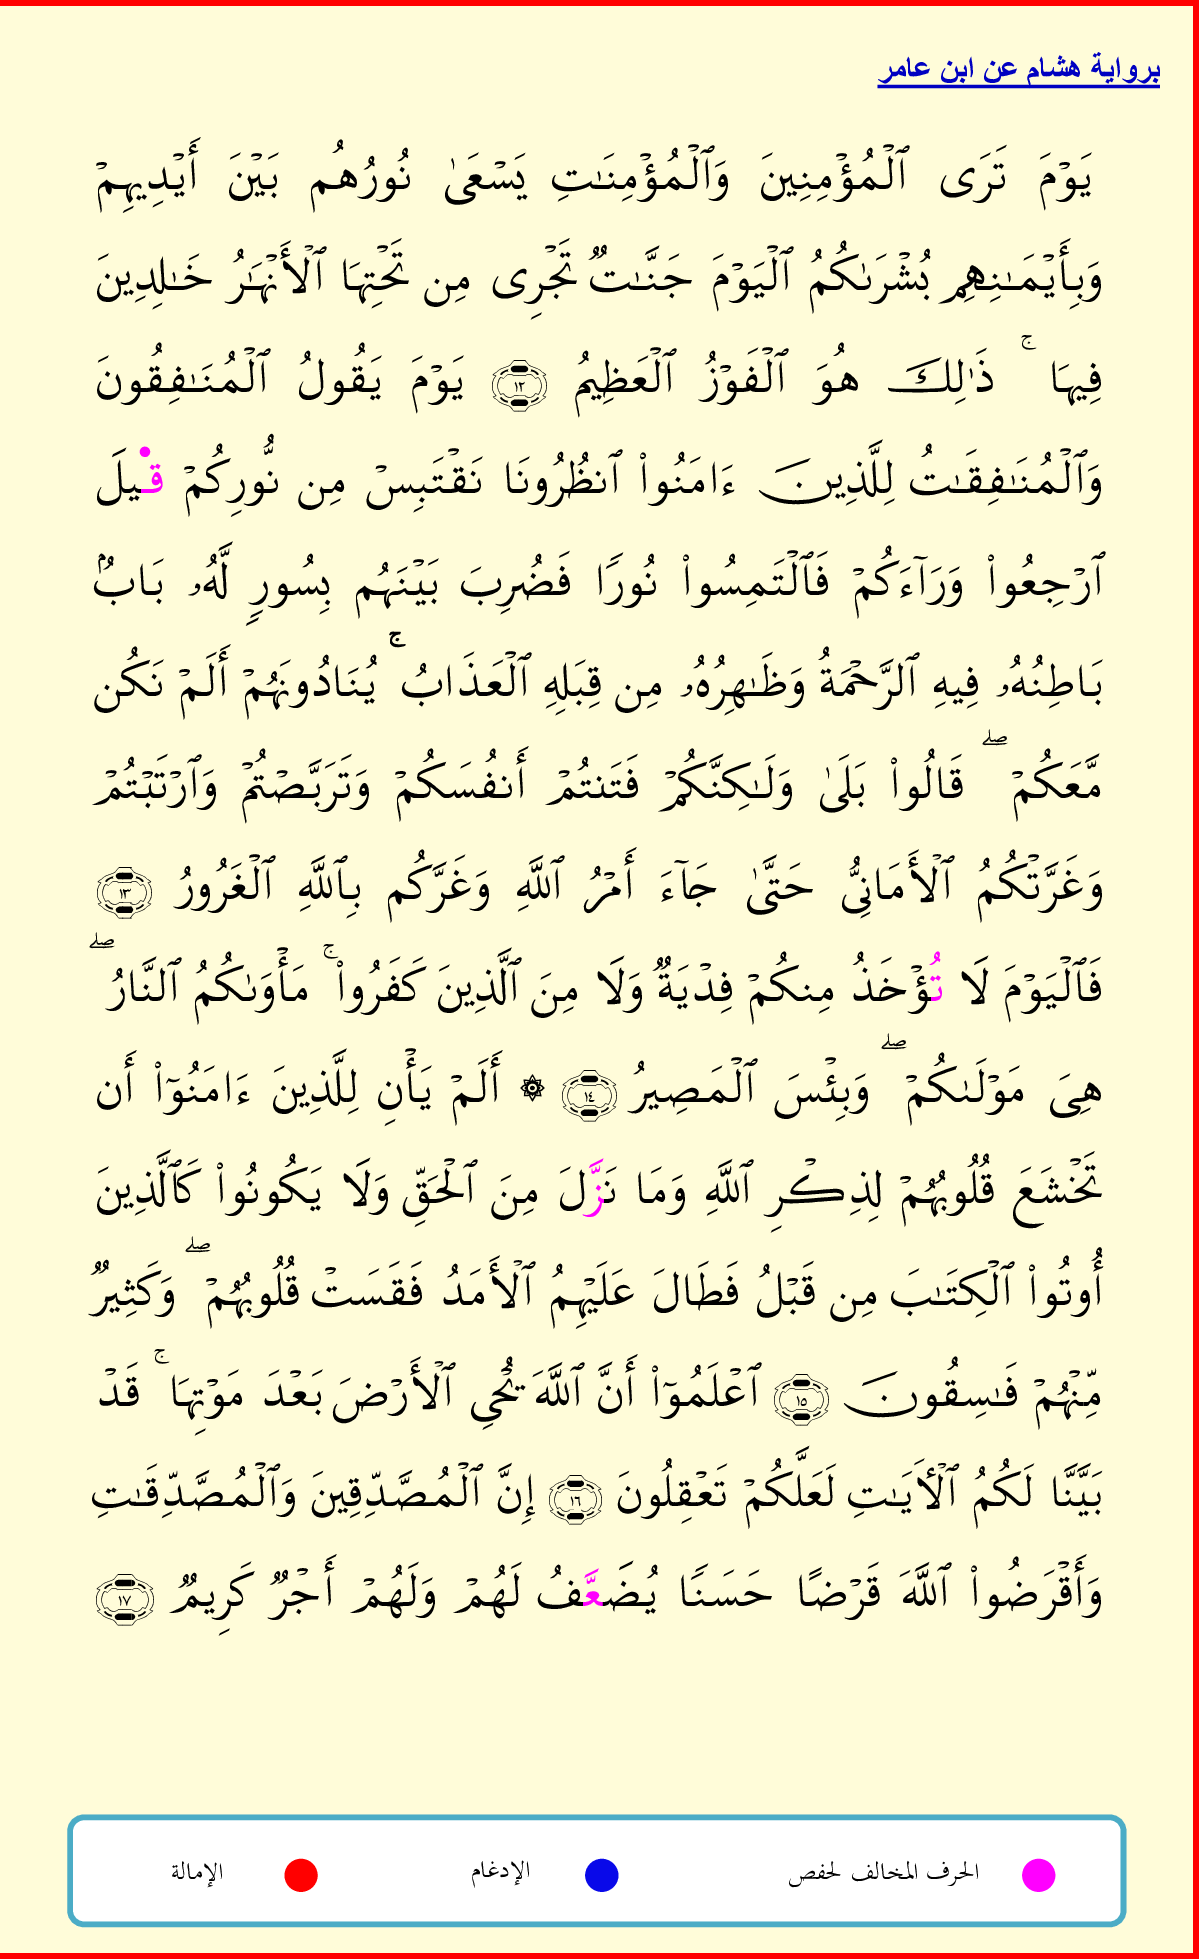 برواية هشام عن ابن عامر
يَوۡمَ تَرَى ٱلۡمُؤۡمِنِينَ وَٱلۡمُؤۡمِنَٰتِ يَسۡعَىٰ نُورُهُم بَيۡنَ أَيۡدِيهِمۡ
وَبِأَيۡمَٰنِهِم بُشۡرَىٰكُمُ ٱلۡيَوۡمَ جَنَّٰتٞ تَجۡرِى مِن تَحۡتِهَا ٱلۡأَنۡهَٰرُ خَٰلِدِينَ
فِيهَا ۚ ذَٰلِكَ هُوَ ٱلۡفَوۡزُ ٱلۡعَظِيمُ ١٢ يَوۡمَ يَقُولُ ٱلۡمُنَٰفِقُونَ
وَٱلۡمُنَٰفِقَٰتُ لِلَّذِينَ ءَامَنُواْ ٱنظُرُونَا نَقۡتَبِسۡ مِن نُّورِكُمۡ ق۬يلَ
ٱرۡجِعُواْ وَرَآءَكُمۡ فَٱلۡتَمِسُواْ نُورٗا فَضُرِبَ بَيۡنَهُم بِسُورٖ لَّهُۥ بَابُۢ
بَاطِنُهُۥ فِيهِ ٱلرَّحۡمَةُ وَظَٰهِرُهُۥ مِن قِبَلِهِ ٱلۡعَذَابُ ۚ يُنَادُونَهُمۡ أَلَمۡ نَكُن
مَّعَكُمۡ ۖ قَالُواْ بَلَىٰ وَلَٰكِنَّكُمۡ فَتَنتُمۡ أَنفُسَكُمۡ وَتَرَبَّصۡتُمۡ وَٱرۡتَبۡتُمۡ
وَغَرَّتۡكُمُ ٱلۡأَمَانِىُّ حَتَّىٰ جَآءَ أَمۡرُ ٱللَّهِ وَغَرَّكُم بِٱللَّهِ ٱلۡغَرُورُ ١٣
فَٱلۡيَوۡمَ لَا تُؤۡخَذُ مِنكُمۡ فِدۡيَةٞ وَلَا مِنَ ٱلَّذِينَ كَفَرُواْ ۚ مَأۡوَىٰكُمُ ٱلنَّارُ ۖ
هِىَ مَوۡلَىٰكُمۡ ۖ وَبِئۡسَ ٱلۡمَصِيرُ ١٤ ۞ أَلَمۡ يَأۡنِ لِلَّذِينَ ءَامَنُوٓاْ أَن
تَخۡشَعَ قُلُوبُهُمۡ لِذِكۡرِ ٱللَّهِ وَمَا نَزَّلَ مِنَ ٱلۡحَقِّ وَلَا يَكُونُواْ كَٱلَّذِينَ
أُوتُواْ ٱلۡكِتَٰبَ مِن قَبۡلُ فَطَالَ عَلَيۡهِمُ ٱلۡأَمَدُ فَقَسَتۡ قُلُوبُهُمۡ ۖ وَكَثِيرٞ
مِّنۡهُمۡ فَٰسِقُونَ ١٥ ٱعۡلَمُوٓاْ أَنَّ ٱللَّهَ يُحۡىِ ٱلۡأَرۡضَ بَعۡدَ مَوۡتِهَا ۚ قَدۡ
بَيَّنَّا لَكُمُ ٱلۡأٓيَٰتِ لَعَلَّكُمۡ تَعۡقِلُونَ ١٦ إِنَّ ٱلۡمُصَّدِّقِينَ وَٱلۡمُصَّدِّقَٰتِ
وَأَقۡرَضُواْ ٱللَّهَ قَرۡضًا حَسَنٗا يُضَعَّفُ لَهُمۡ وَلَهُمۡ أَجۡرٞ كَرِيمٞ ١٧
الحرف المخالف لحفص الإدغام الإمالة